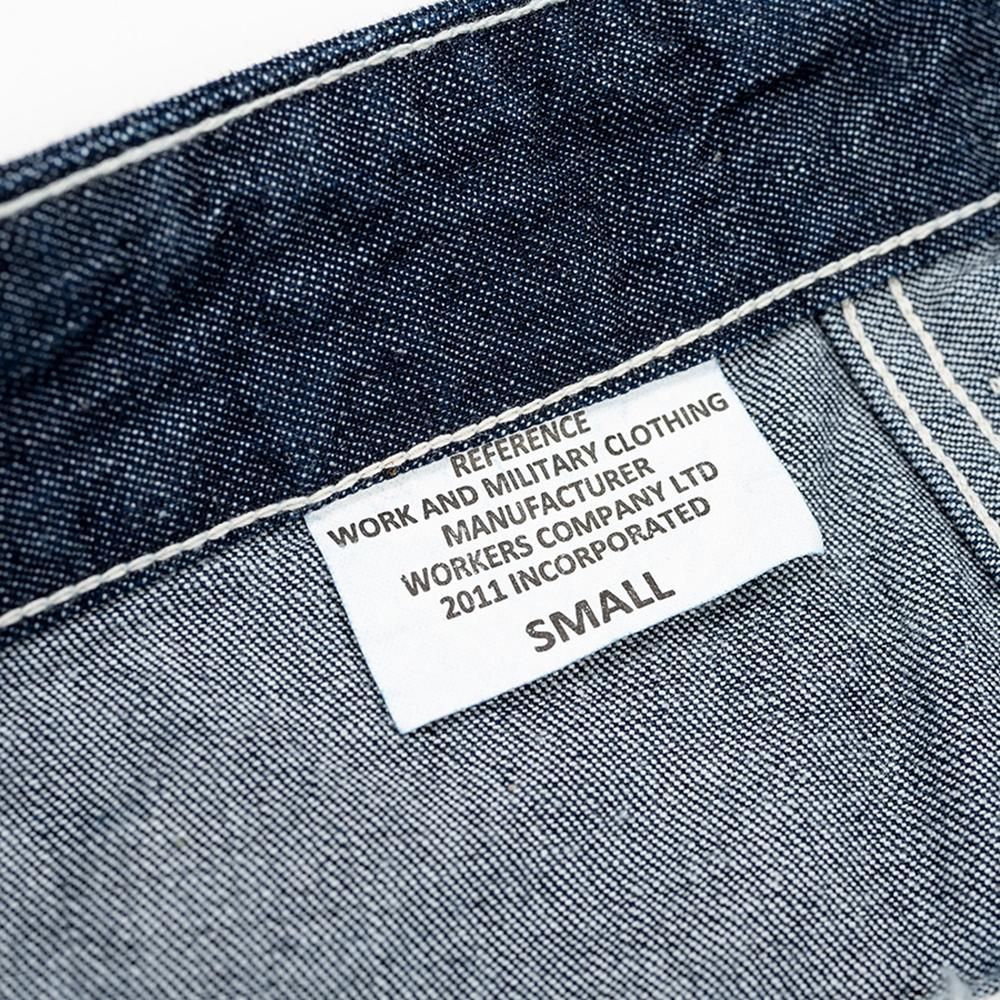 REFERENCE
WORK AND MILITARY CLOTHING
MANUFACTURER
WORKERS COMPANY LTD
2011 INCORPORATED
SMALL